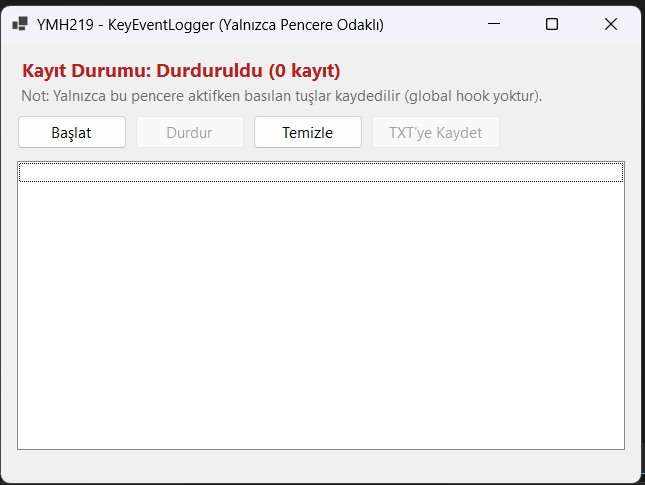 YMH219 - KeyEventLogger (Yalnızca Pencere Odaklı)
Kayıt Durumu: Durduruldu (0 kayıt)
Not: Yalnızca bu pencere aktifken basılan tuşlar kaydedilir (global hook yoktur).
Başlat Durdur Temizle TXT'ye Kaydet